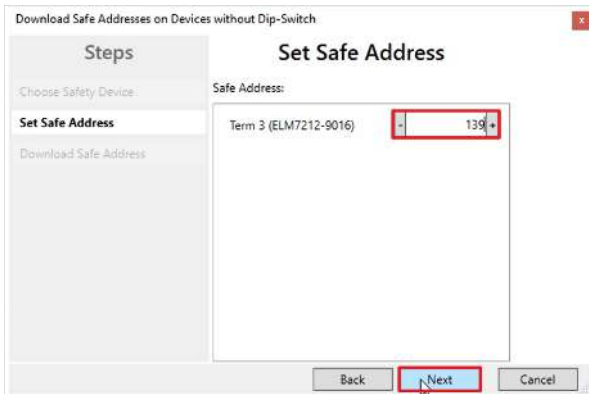 Download Safe Addresses on Devices without Dip-Switch
x
Steps
Choose Safety Device
Set Safe Address
Download Safe Address
Set Safe Address
Safe Address:
Term 3 (ELM7212-9016)
- 139 +
Back Next Cancel